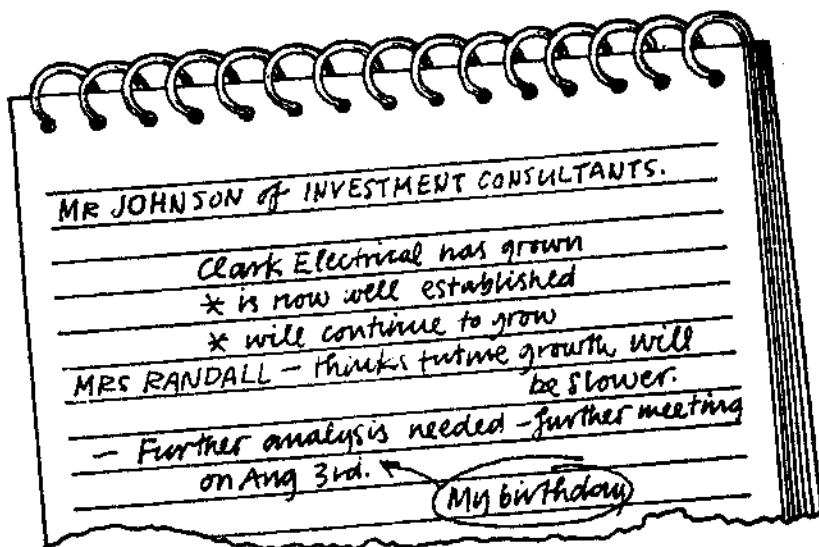 MR JOHNSON of INVESTMENT CONSULTANTS.
Clark Electrical has grown
* is now well established
* will continue to grow
MRS RANDALL - thinks future growth will
be slower.
- Further analysis needed - further meeting
on Aug 3rd.
My birthday